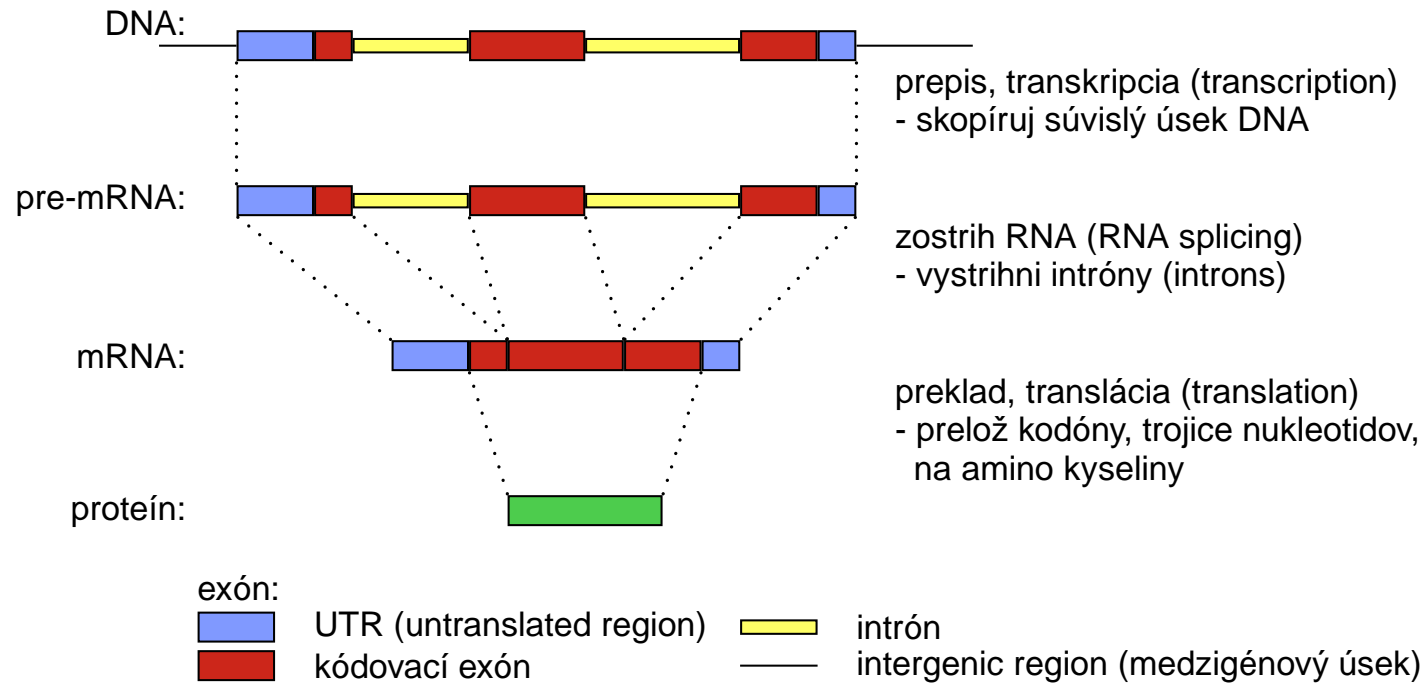 DNA:
prepis, transkripcia (transcription)
- skopíruj súvislý úsek DNA
pre-mRNA:
zostrih RNA (RNA splicing)
- vystrihni intróny (introns)
mRNA:
preklad, translácia (translation)
- prelož kodóny, trojice nukleotidov,
na amino kyseliny
proteín:
exón:
UTR (untranslated region)
intrón
kódovací exón
intergenic region (medzigénový úsek)